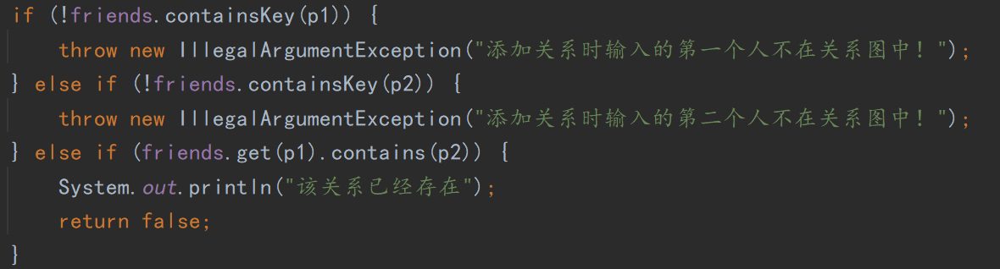 if (!friends.containsKey(p1)) {
    throw new IllegalArgumentException("添加关系时输入的第一个人不在关系图中！");
} else if (!friends.containsKey(p2)) {
    throw new IllegalArgumentException("添加关系时输入的第二个人不在关系图中！");
} else if (friends.get(p1).contains(p2)) {
    System.out.println("该关系已经存在");
    return false;
}